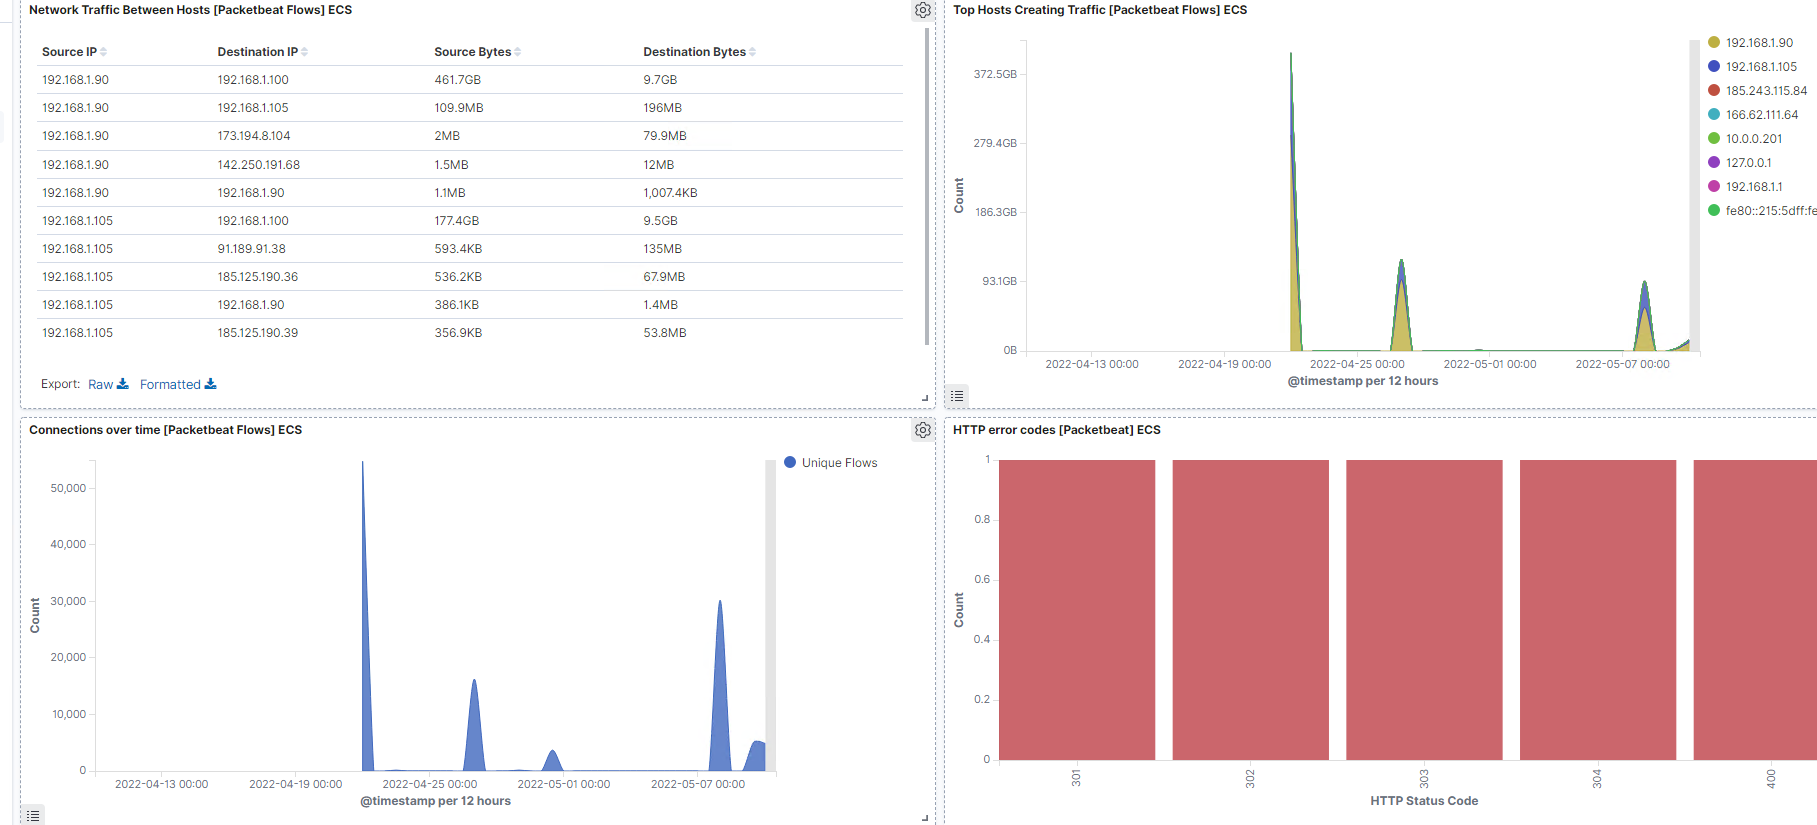 Network Traffic Between Hosts [Packetbeat Flows] ECS
Source IP Destination IP Source Bytes Destination Bytes
192.168.1.90 192.168.1.100 461.7GB 9.7GB
192.168.1.90 192.168.1.105 109.9MB 196MB
192.168.1.90 173.194.8.104 2MB 79.9MB
192.168.1.90 142.250.191.68 1.5MB 12MB
192.168.1.90 192.168.1.90 1.1MB 1,007.4KB
192.168.1.105 192.168.1.100 177.4GB 9.5GB
192.168.1.105 91.189.91.38 593.4KB 135MB
192.168.1.105 185.125.190.36 536.2KB 67.9MB
192.168.1.105 192.168.1.90 386.1KB 1.4MB
192.168.1.105 185.125.190.39 356.9KB 53.8MB
Export: Raw Formatted
Top Hosts Creating Traffic [Packetbeat Flows] ECS
372.5GB
279.4GB
186.3GB
93.1GB
0B
Count
2022-04-13 00:00 2022-04-19 00:00 2022-04-25 00:00 2022-05-01 00:00 2022-05-07 00:00
@timestamp per 12 hours
192.168.1.90
192.168.1.105
185.243.115.84
166.62.111.64
10.0.0.201
127.0.0.1
192.168.1.1
fe80::215:5dff:fe
Connections over time [Packetbeat Flows] ECS
50,000
40,000
30,000
20,000
10,000
0
Count
2022-04-13 00:00 2022-04-19 00:00 2022-04-25 00:00 2022-05-01 00:00 2022-05-07 00:00
@timestamp per 12 hours
Unique Flows
HTTP error codes [Packetbeat] ECS
1
0.8
0.6
0.4
0.2
0
Count
301 302 303 304 400
HTTP Status Code